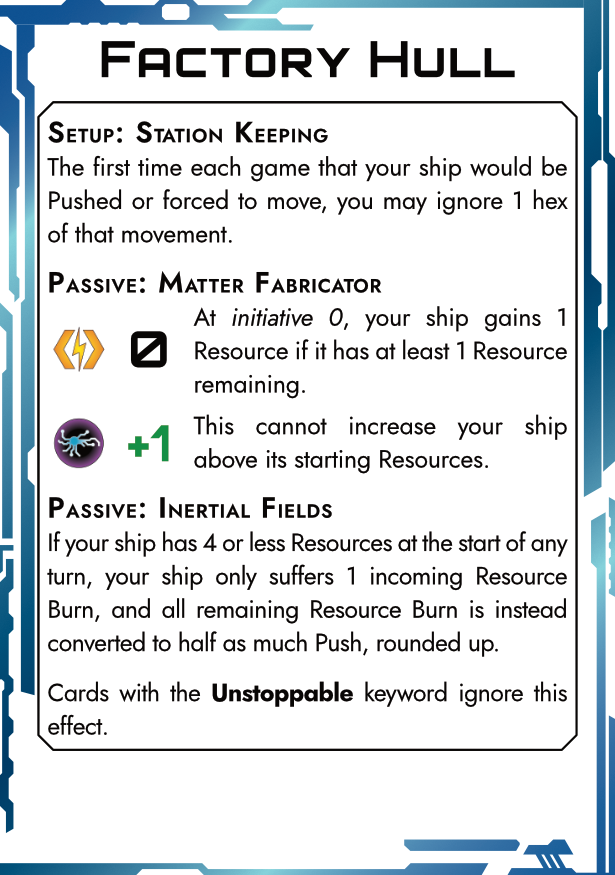 Factory Hull
Setup: Station Keeping
The first time each game that your ship would be
Pushed or forced to move, you may ignore 1 hex
of that movement.
Passive: Matter Fabricator
At initiative 0, your ship gains 1
0
Resource if it has at least 1 Resource
remaining.
This cannot increase your ship
+1
above its starting Resources.
Passive: Inertial Fields
If your ship has 4 or less Resources at the start of any
turn, your ship only suffers 1 incoming Resource
Burn, and all remaining Resource Burn is instead
converted to half as much Push, rounded up.
Cards with the Unstoppable keyword ignore this
effect.